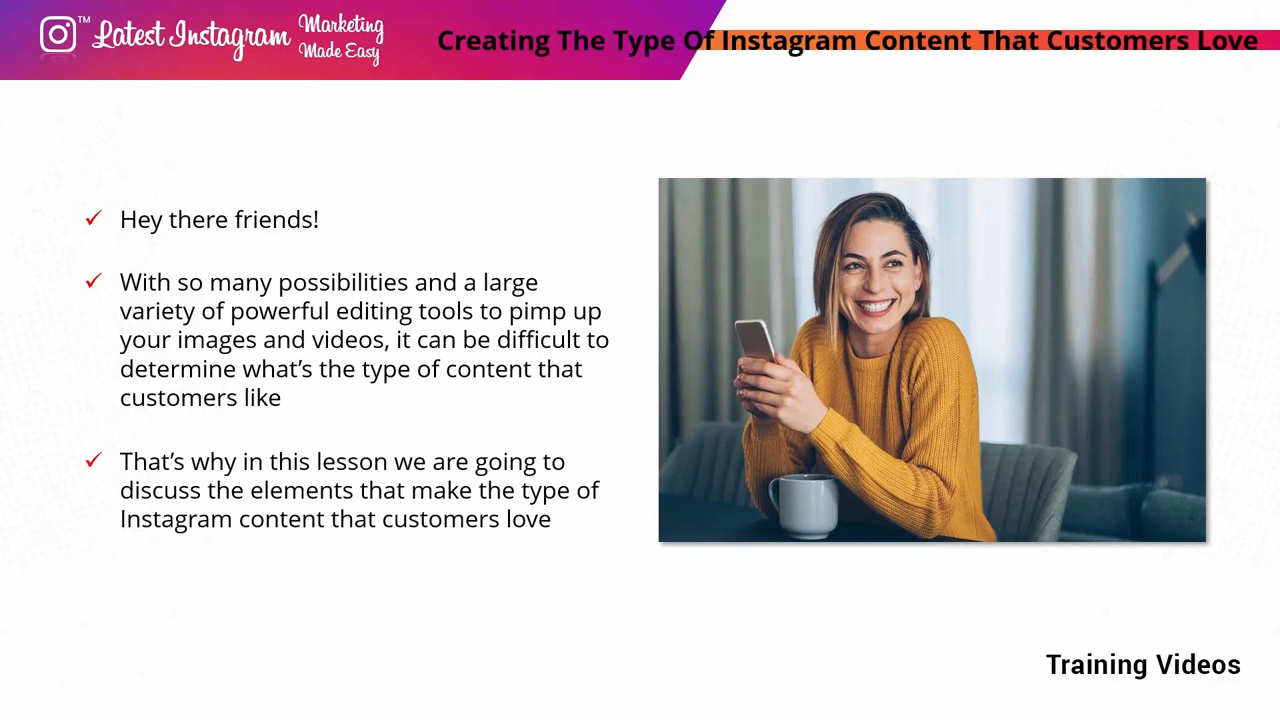 TM Latest Instagram Marketing
Made Easy
Creating The Type Of Instagram Content That Customers Love
Hey there friends!
With so many possibilities and a large
variety of powerful editing tools to pimp up
your images and videos, it can be difficult to
determine what’s the type of content that
customers like
That’s why in this lesson we are going to
discuss the elements that make the type of
Instagram content that customers love
Training Videos